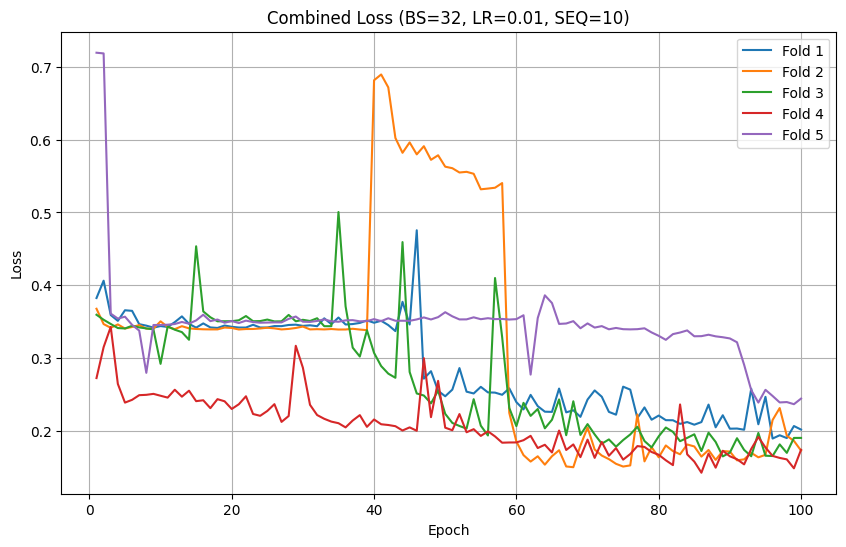 Combined Loss (BS=32, LR=0.01, SEQ=10)
Fold 1
Fold 2
Fold 3
Fold 4
Fold 5
Loss
0.7
0.6
0.5
0.4
0.3
0.2
0
20
40
60
80
100
Epoch